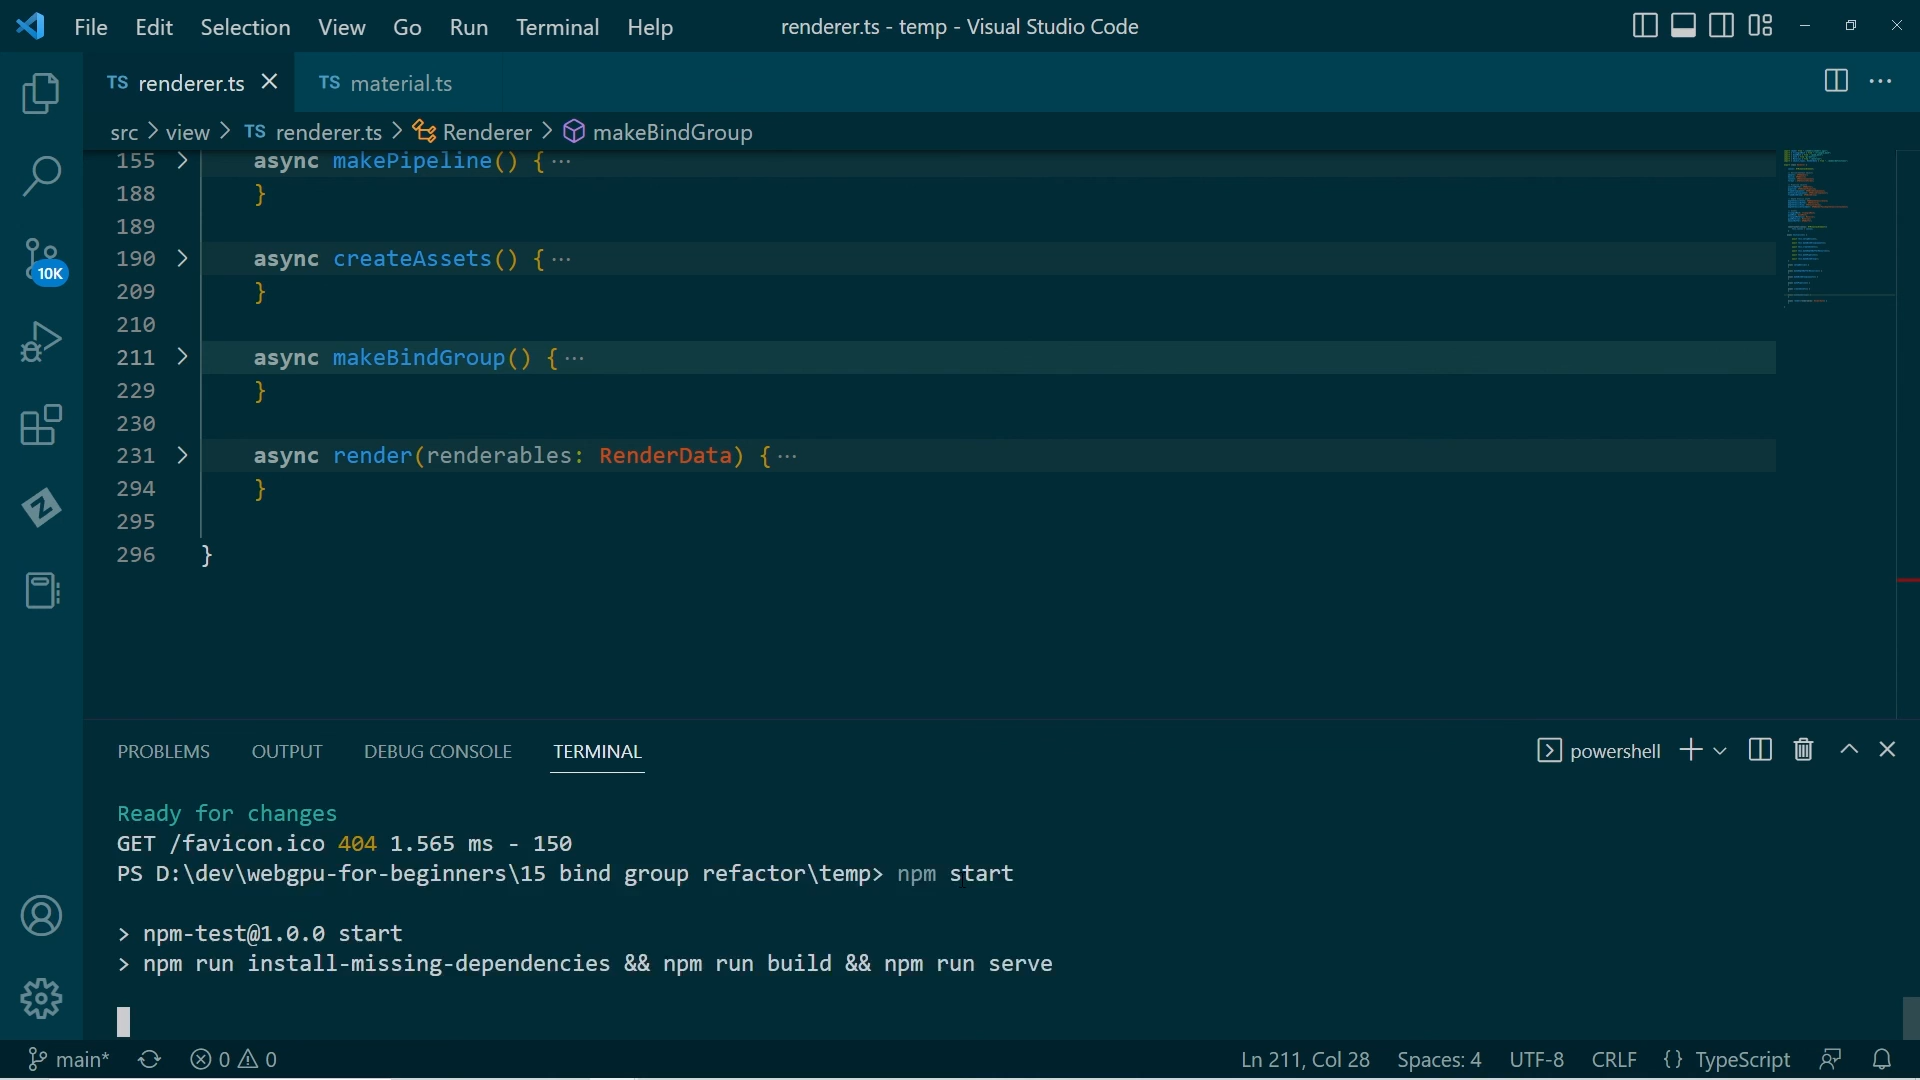 File Edit Selection View Go Run Terminal Help renderer.ts - temp - Visual Studio Code
TS renderer.ts TS material.ts
src > view > TS renderer.ts > Renderer > makeBindGroup
155 > async makePipeline() {···
188 }
189
190 > async createAssets() {···
209 }
210
211 > async makeBindGroup() {···
229 }
230
231 > async render(renderables: RenderData) {···
294 }
295
296 }
10K
PROBLEMS OUTPUT DEBUG CONSOLE TERMINAL powershell
Ready for changes
GET /favicon.ico 404 1.565 ms - 150
PS D:\dev\webgpu-for-beginners\15 bind group refactor\temp> npm start
> npm-test@1.0.0 start
> npm run install-missing-dependencies && npm run build && npm run serve
main* 0 0 Ln 211, Col 28 Spaces: 4 UTF-8 CRLF {} TypeScript